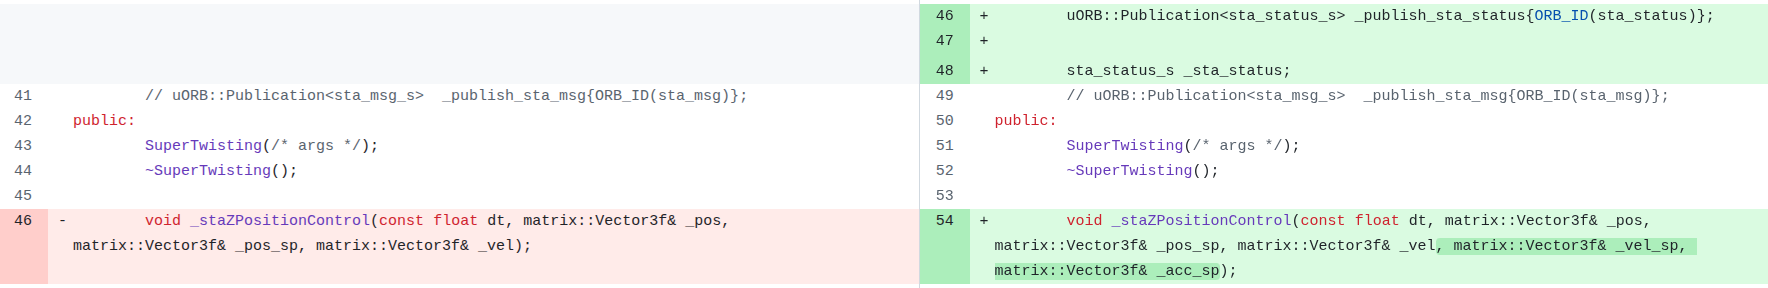 46 + uORB::Publication<sta_status_s> _publish_sta_status{ORB_ID(sta_status)};
47 +
48 + sta_status_s _sta_status;
41 // uORB::Publication<sta_msg_s>  _publish_sta_msg{ORB_ID(sta_msg)};
42 public:
43 SuperTwisting(/* args */);
44 ~SuperTwisting();
45
46 - void _staZPositionControl(const float dt, matrix::Vector3f& _pos,
matrix::Vector3f& _pos_sp, matrix::Vector3f& _vel);
49 // uORB::Publication<sta_msg_s>  _publish_sta_msg{ORB_ID(sta_msg)};
50 public:
51 SuperTwisting(/* args */);
52 ~SuperTwisting();
53
54 + void _staZPositionControl(const float dt, matrix::Vector3f& _pos,
matrix::Vector3f& _pos_sp, matrix::Vector3f& _vel, matrix::Vector3f& _vel_sp,
matrix::Vector3f& _acc_sp);